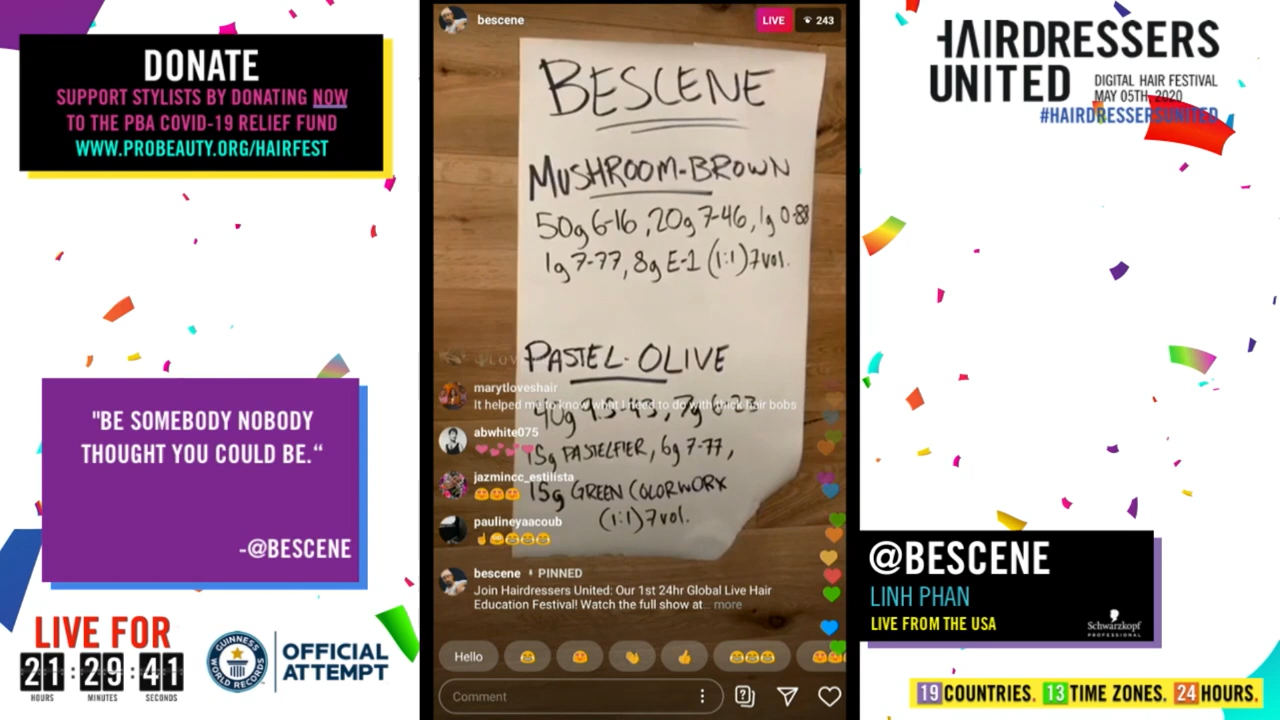 DONATE
SUPPORT STYLISTS BY DONATING NOW
TO THE PBA COVID-19 RELIEF FUND
WWW.PROBEAUTY.ORG/HAIRFEST
"BE SOMEBODY NOBODY
THOUGHT YOU COULD BE.“
-@BESCENE
LIVE FOR
21:29:41
HOURS MINUTES SECONDS
GUINNESS WORLD RECORDS
OFFICIAL
ATTEMPT
bescene
LIVE 243
BESCENE
MUSHROOM-BROWN
50g 6-16, 20g 7-46, 1g 0-88
1g 7-77, 8g E-1 (1:1) 7vol.
PASTEL-OLIVE
40g 9.5-43, 7g
15g PASTELFIER, 6g 7-77,
15g GREEN COLORWORX
(1:1) 7vol.
marytloveshair
It helped me to know what I need to do with thick hair bobs
abwhite075
jazmincc_estilista
paulineyaacoub
bescene PINNED
Join Hairdressers United: Our 1st 24hr Global Live Hair
Education Festival! Watch the full show at... more
Hello
Comment
HAIRDRESSERS
UNITED
DIGITAL HAIR FESTIVAL
MAY 05TH, 2020
#HAIRDRESSERSUNITED
@BESCENE
LINH PHAN
LIVE FROM THE USA
Schwarzkopf
PROFESSIONAL
19 COUNTRIES. 13 TIME ZONES. 24 HOURS.